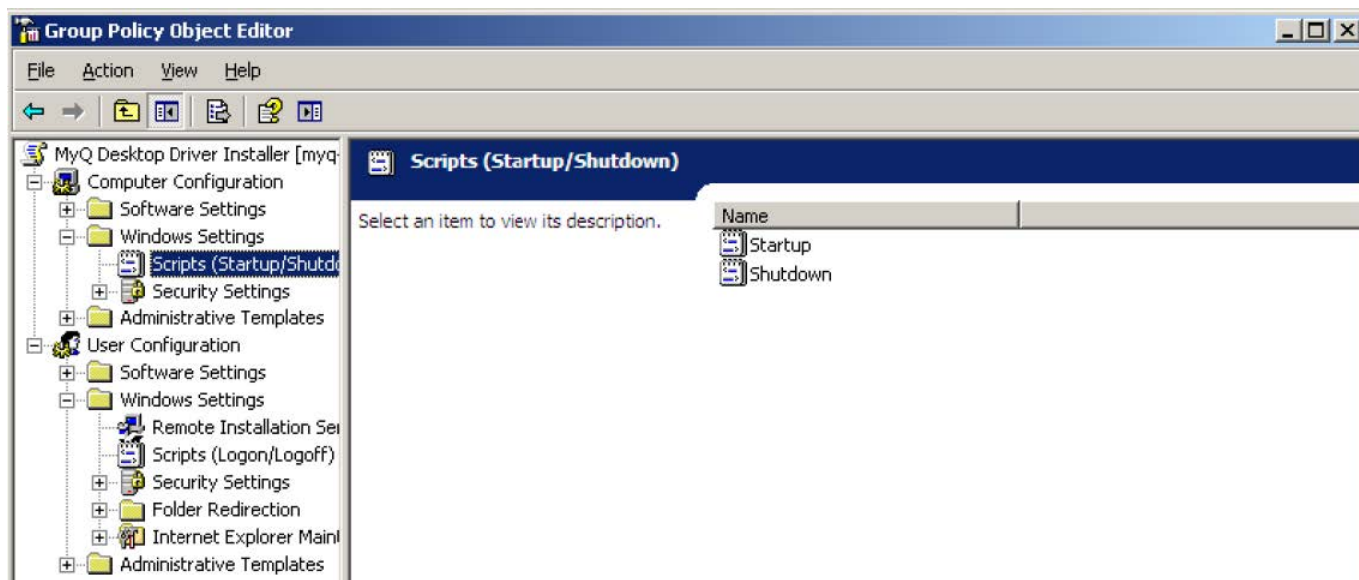 Group Policy Object Editor
File Action View Help
MyQ Desktop Driver Installer [myq-
Computer Configuration
Software Settings
Windows Settings
Scripts (Startup/Shutdo
Security Settings
Administrative Templates
User Configuration
Software Settings
Windows Settings
Remote Installation Ser
Scripts (Logon/Logoff)
Security Settings
Folder Redirection
Internet Explorer Maint
Administrative Templates
Scripts (Startup/Shutdown)
Select an item to view its description.
Name
Startup
Shutdown